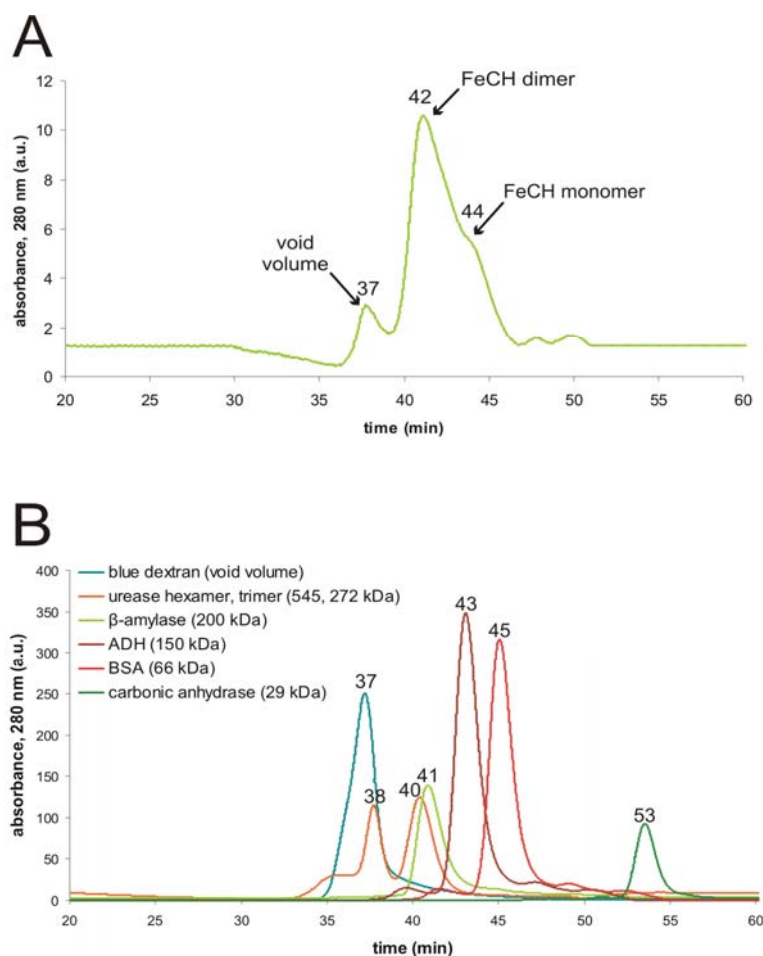 A
12
10
8
6
4
2
0
absorbance, 280 nm (a.u.)
42
FeCH dimer
44
FeCH monomer
void
volume
37
20 25 30 35 40 45 50 55 60
time (min)
B
400
350
300
250
200
150
100
50
0
absorbance, 280 nm (a.u.)
blue dextran (void volume)
urease hexamer, trimer (545, 272 kDa)
β-amylase (200 kDa)
ADH (150 kDa)
BSA (66 kDa)
carbonic anhydrase (29 kDa)
37
38
40
41
43
45
53
20 25 30 35 40 45 50 55 60
time (min)